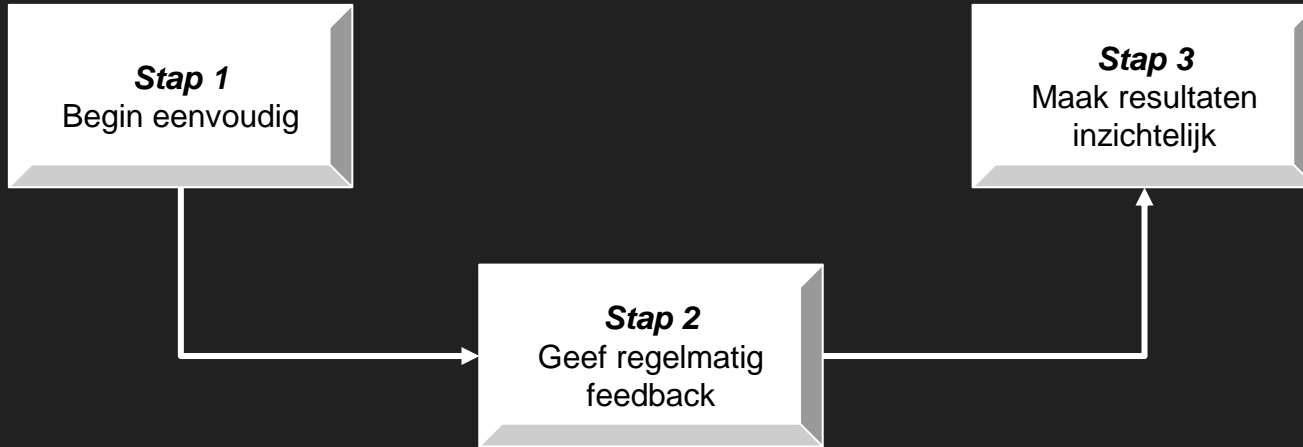 Stap 1
Begin eenvoudig
Stap 2
Geef regelmatig
feedback
Stap 3
Maak resultaten
inzichtelijk